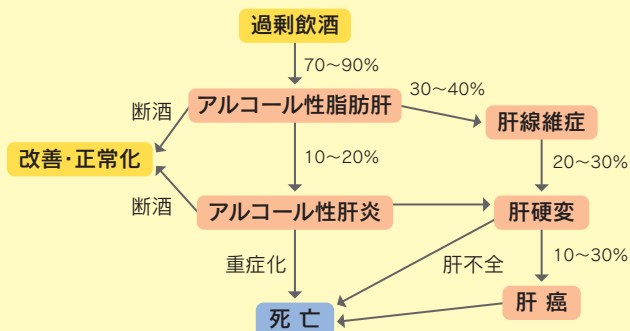 過剰飲酒
70〜90%
アルコール性脂肪肝
30〜40%
断酒
肝線維症
改善・正常化
10〜20%
20〜30%
断酒
アルコール性肝炎
肝硬変
重症化
肝不全
10〜30%
肝癌
死亡